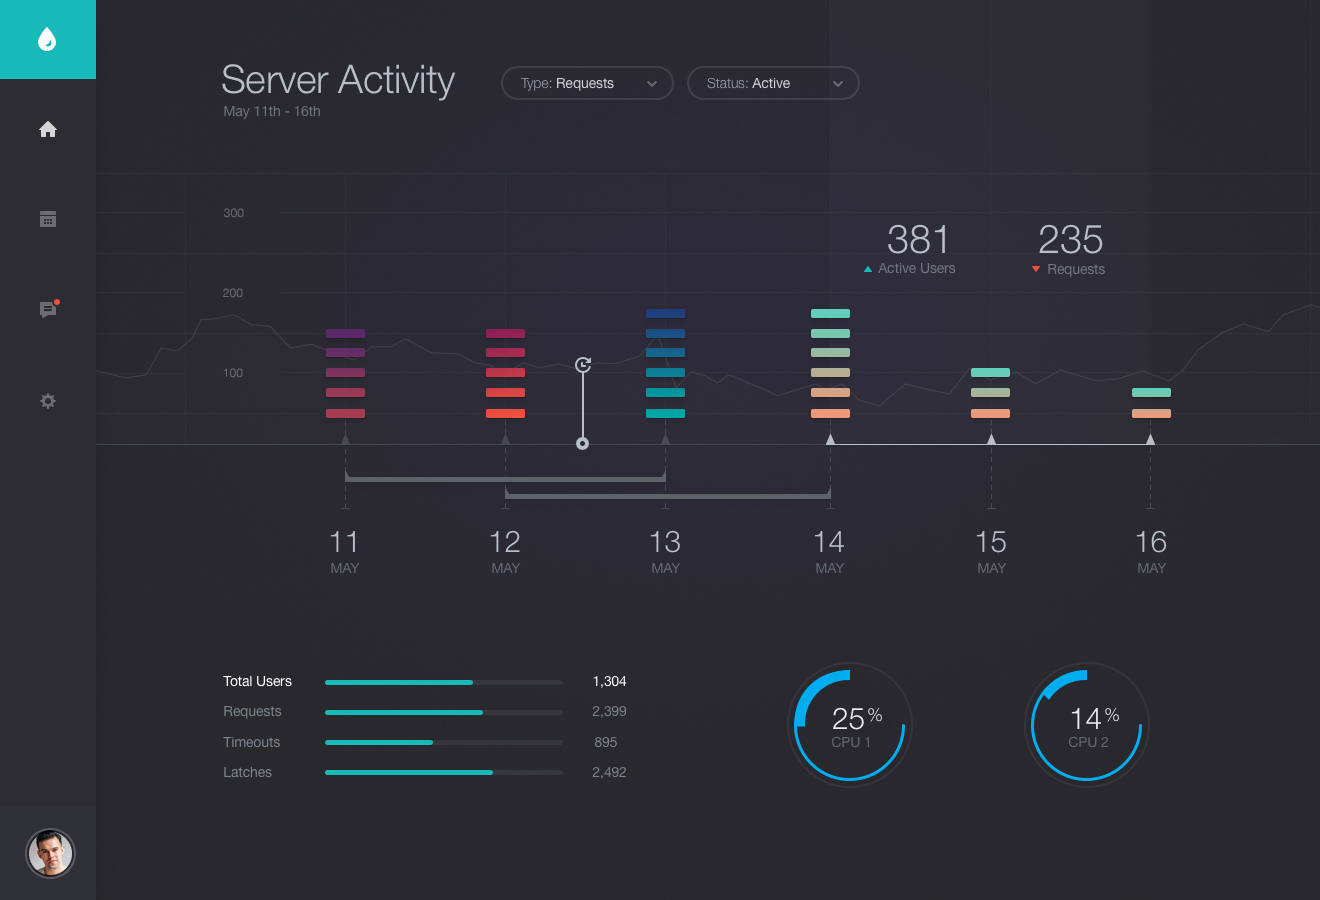 Server Activity
May 11th - 16th
Type: Requests
Status: Active
300
200
100
381
Active Users
235
Requests
11
MAY
12
MAY
13
MAY
14
MAY
15
MAY
16
MAY
Total Users 1,304
Requests 2,399
Timeouts 895
Latches 2,492
25%
CPU 1
14%
CPU 2